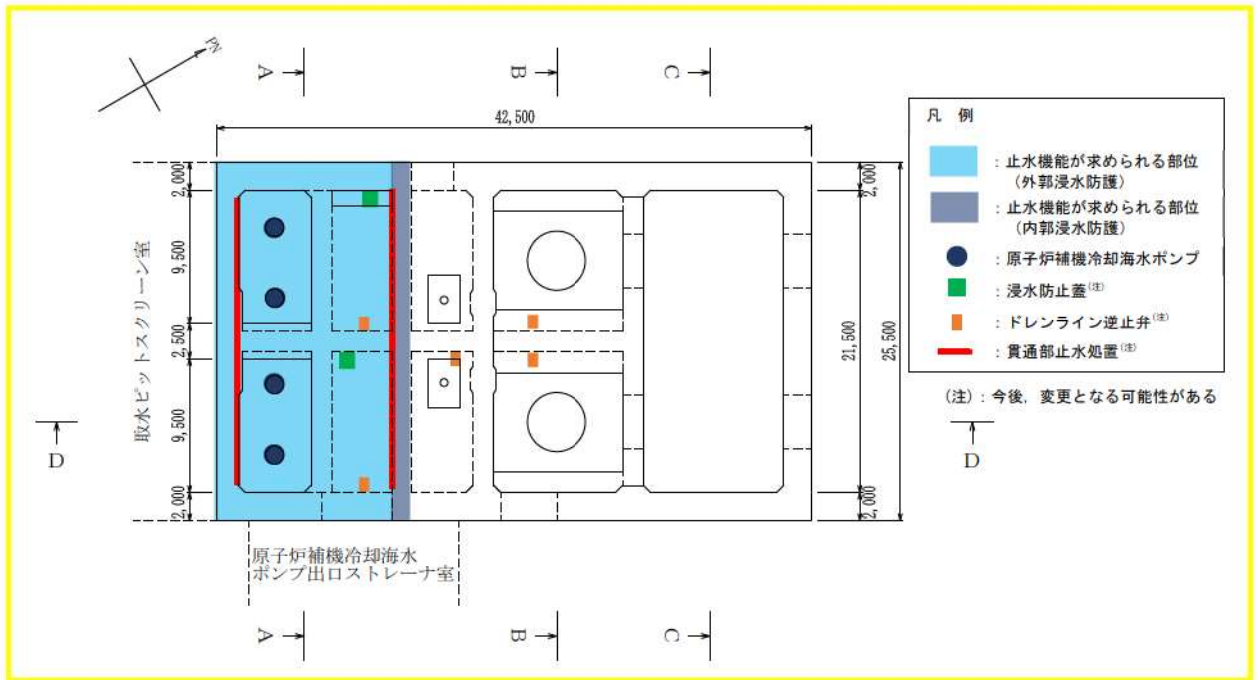 PN
A
B
C
42,500
2,000
9,500
2,500
9,500
2,000
取水ピットスクリーン室
2,000
21,500
25,500
2,000
D
D
原子炉補機冷却海水
ポンプ出口ストレーナ室
A
B
C
凡 例
:止水機能が求められる部位
(外郭浸水防護)
:止水機能が求められる部位
(内郭浸水防護)
:原子炉補機冷却海水ポンプ
:浸水防止蓋(注)
:ドレンライン逆止弁(注)
:貫通部止水処置(注)
(注):今後,変更となる可能性がある